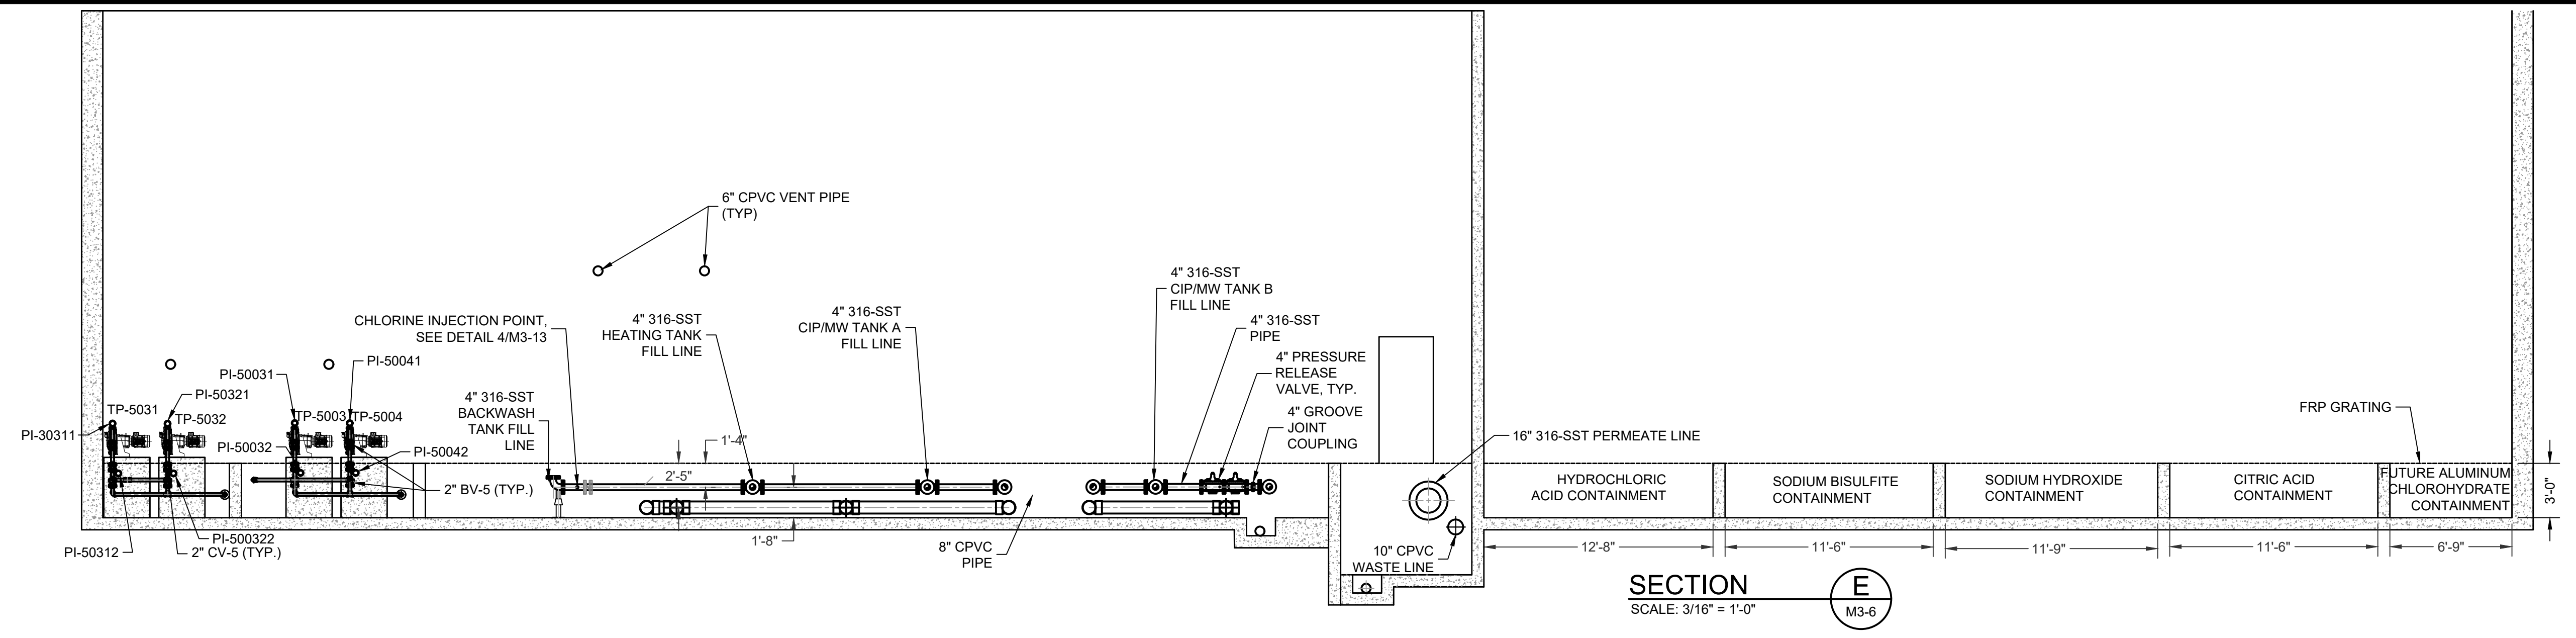 6" CPVC VENT PIPE
(TYP)
4" 316-SST
CIP/MW TANK B
FILL LINE
4" 316-SST
CIP/MW TANK A
FILL LINE
4" 316-SST
HEATING TANK
FILL LINE
CHLORINE INJECTION POINT,
SEE DETAIL 4/M3-13
4" 316-SST
PIPE
4" PRESSURE
RELEASE
VALVE, TYP.
4" GROOVE
JOINT
COUPLING
PI-50041
PI-50031
PI-50321
TP-5031
TP-5032
TP-5003
TP-5004
4" 316-SST
BACKWASH
TANK FILL
LINE
PI-30311
PI-50032
PI-50042
2" BV-5 (TYP.)
1'-4"
2'-5"
16" 316-SST PERMEATE LINE
FRP GRATING
HYDROCHLORIC
ACID CONTAINMENT
SODIUM BISULFITE
CONTAINMENT
SODIUM HYDROXIDE
CONTAINMENT
CITRIC ACID
CONTAINMENT
FUTURE ALUMINUM
CHLOROHYDRATE
CONTAINMENT
3'-0"
PI-500322
PI-50312
2" CV-5 (TYP.)
1'-8"
8" CPVC
PIPE
10" CPVC
WASTE LINE
12'-8"
11'-6"
11'-9"
11'-6"
6'-9"
SECTION
SCALE: 3/16" = 1'-0"
E
M3-6